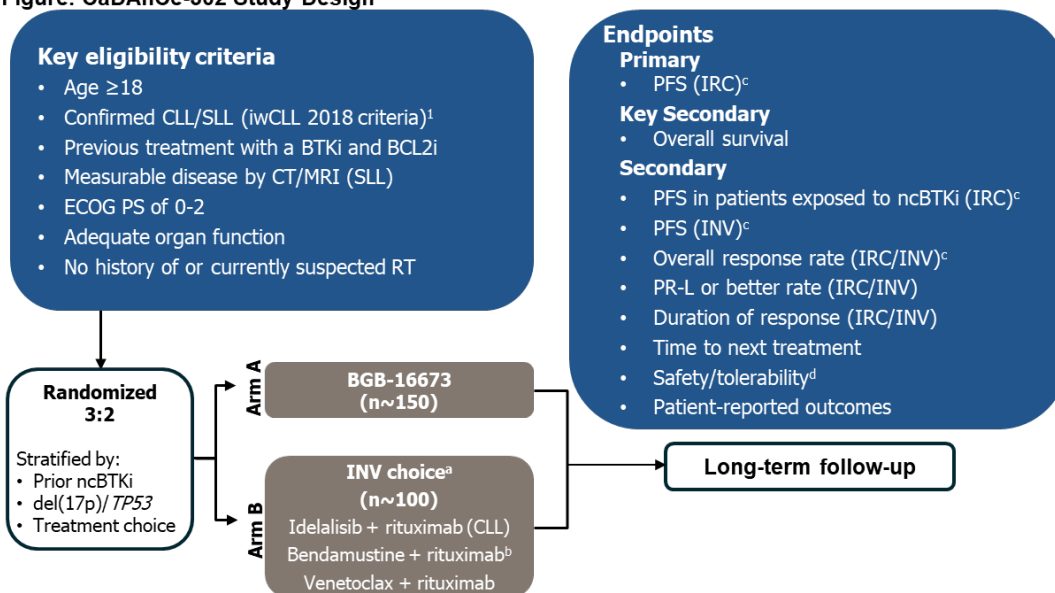 Figure: CaDAnCe-302 Study Design
Key eligibility criteria
• Age ≥18
• Confirmed CLL/SLL (iwCLL 2018 criteria)¹
• Previous treatment with a BTKi and BCL2i
• Measurable disease by CT/MRI (SLL)
• ECOG PS of 0-2
• Adequate organ function
• No history of or currently suspected RT
Endpoints
Primary
• PFS (IRC)ᶜ
Key Secondary
• Overall survival
Secondary
• PFS in patients exposed to ncBTKi (IRC)ᶜ
• PFS (INV)ᶜ
• Overall response rate (IRC/INV)ᶜ
• PR-L or better rate (IRC/INV)
• Duration of response (IRC/INV)
• Time to next treatment
• Safety/tolerabilityᵈ
• Patient-reported outcomes
Randomized
3:2
Stratified by:
• Prior ncBTKi
• del(17p)/TP53
• Treatment choice
Arm A
BGB-16673
(n~150)
Arm B
INV choiceᵃ
(n~100)
Idelalisib + rituximab (CLL)
Bendamustine + rituximabᵇ
Venetoclax + rituximab
Long-term follow-up